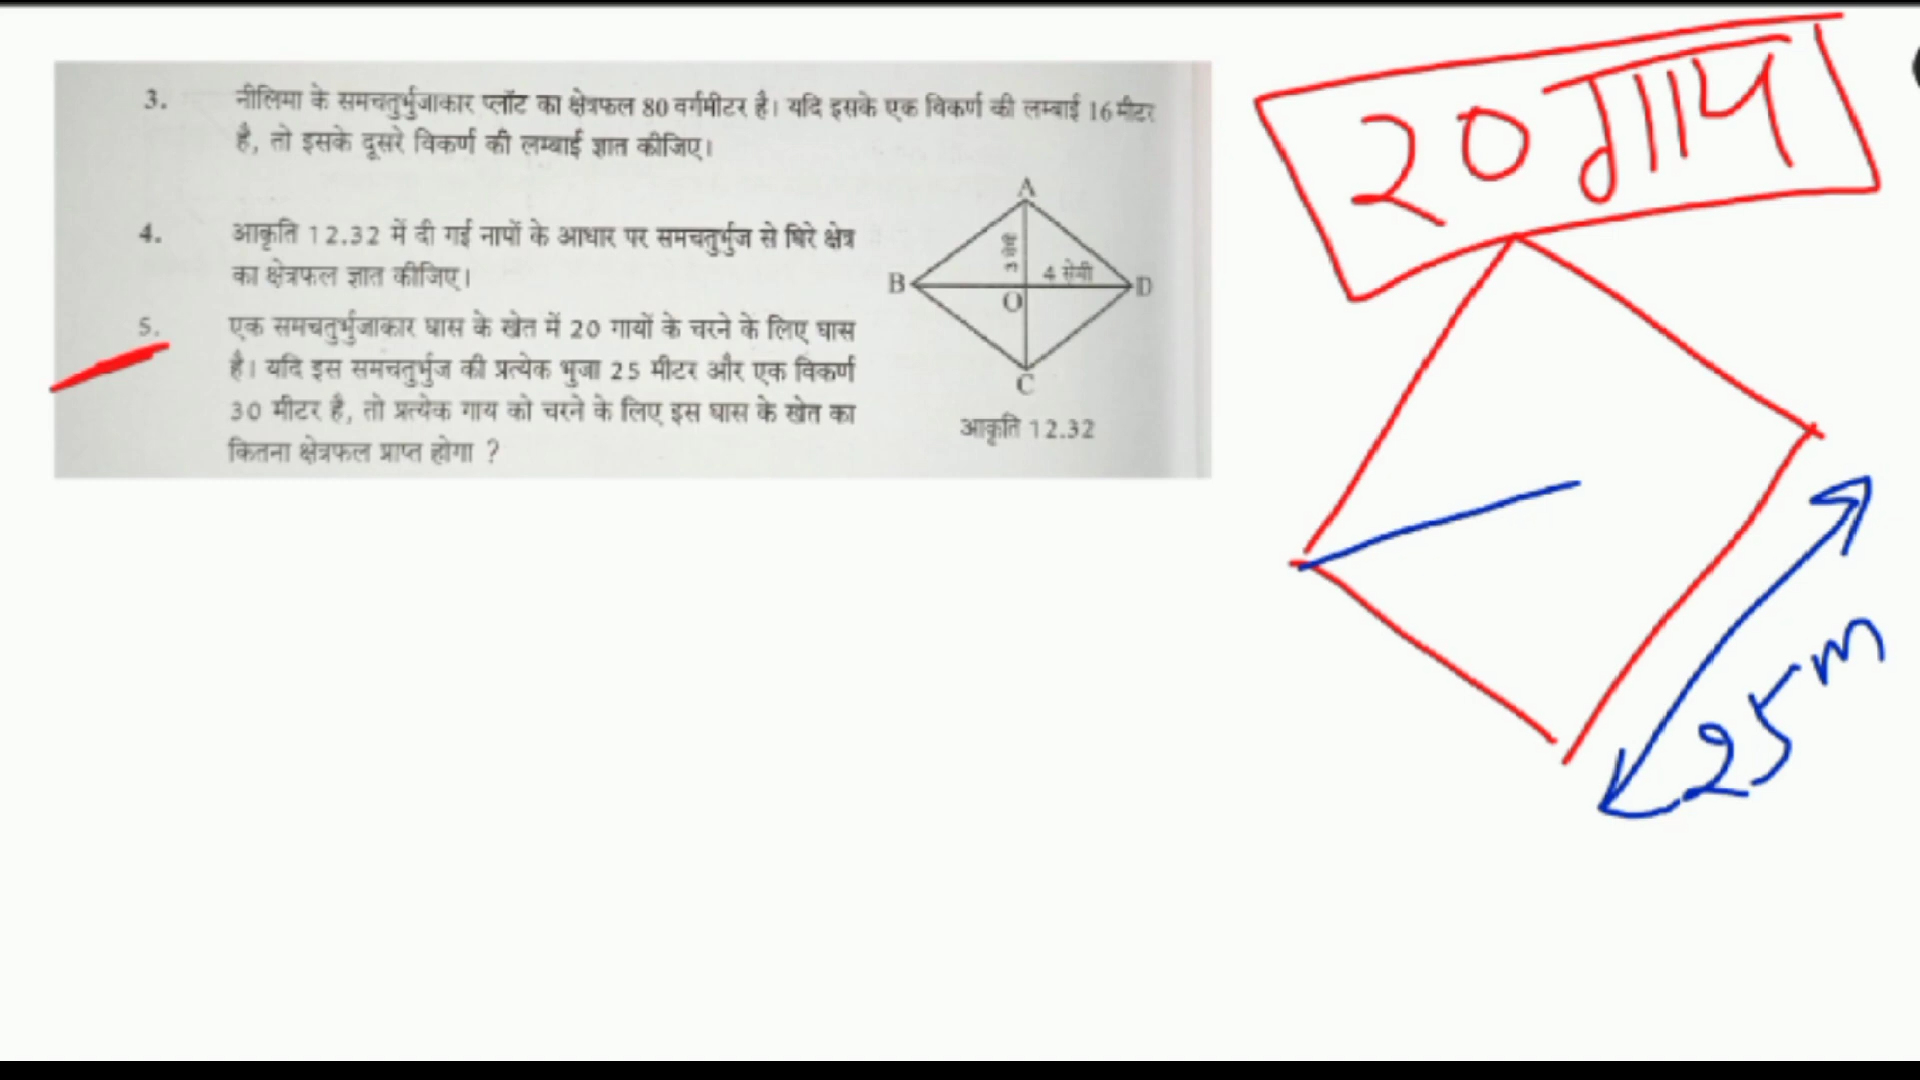 3. नीलिमा के समचतुर्भुजाकार प्लॉट का क्षेत्रफल 80 वर्गमीटर है। यदि इसके एक विकर्ण की लम्बाई 16 मीटर
है, तो इसके दूसरे विकर्ण की लम्बाई ज्ञात कीजिए।
4. आकृति 12.32 में दी गई नापों के आधार पर समचतुर्भुज से घिरे क्षेत्र
का क्षेत्रफल ज्ञात कीजिए।
5. एक समचतुर्भुजाकार घास के खेत में 20 गायों के चरने के लिए घास
है। यदि इस समचतुर्भुज की प्रत्येक भुजा 25 मीटर और एक विकर्ण
30 मीटर है, तो प्रत्येक गाय को चरने के लिए इस घास के खेत का
कितना क्षेत्रफल प्राप्त होगा ?
A
3 सेमी
4 सेमी
B
O
D
C
आकृति 12.32
20 गाय
25 m